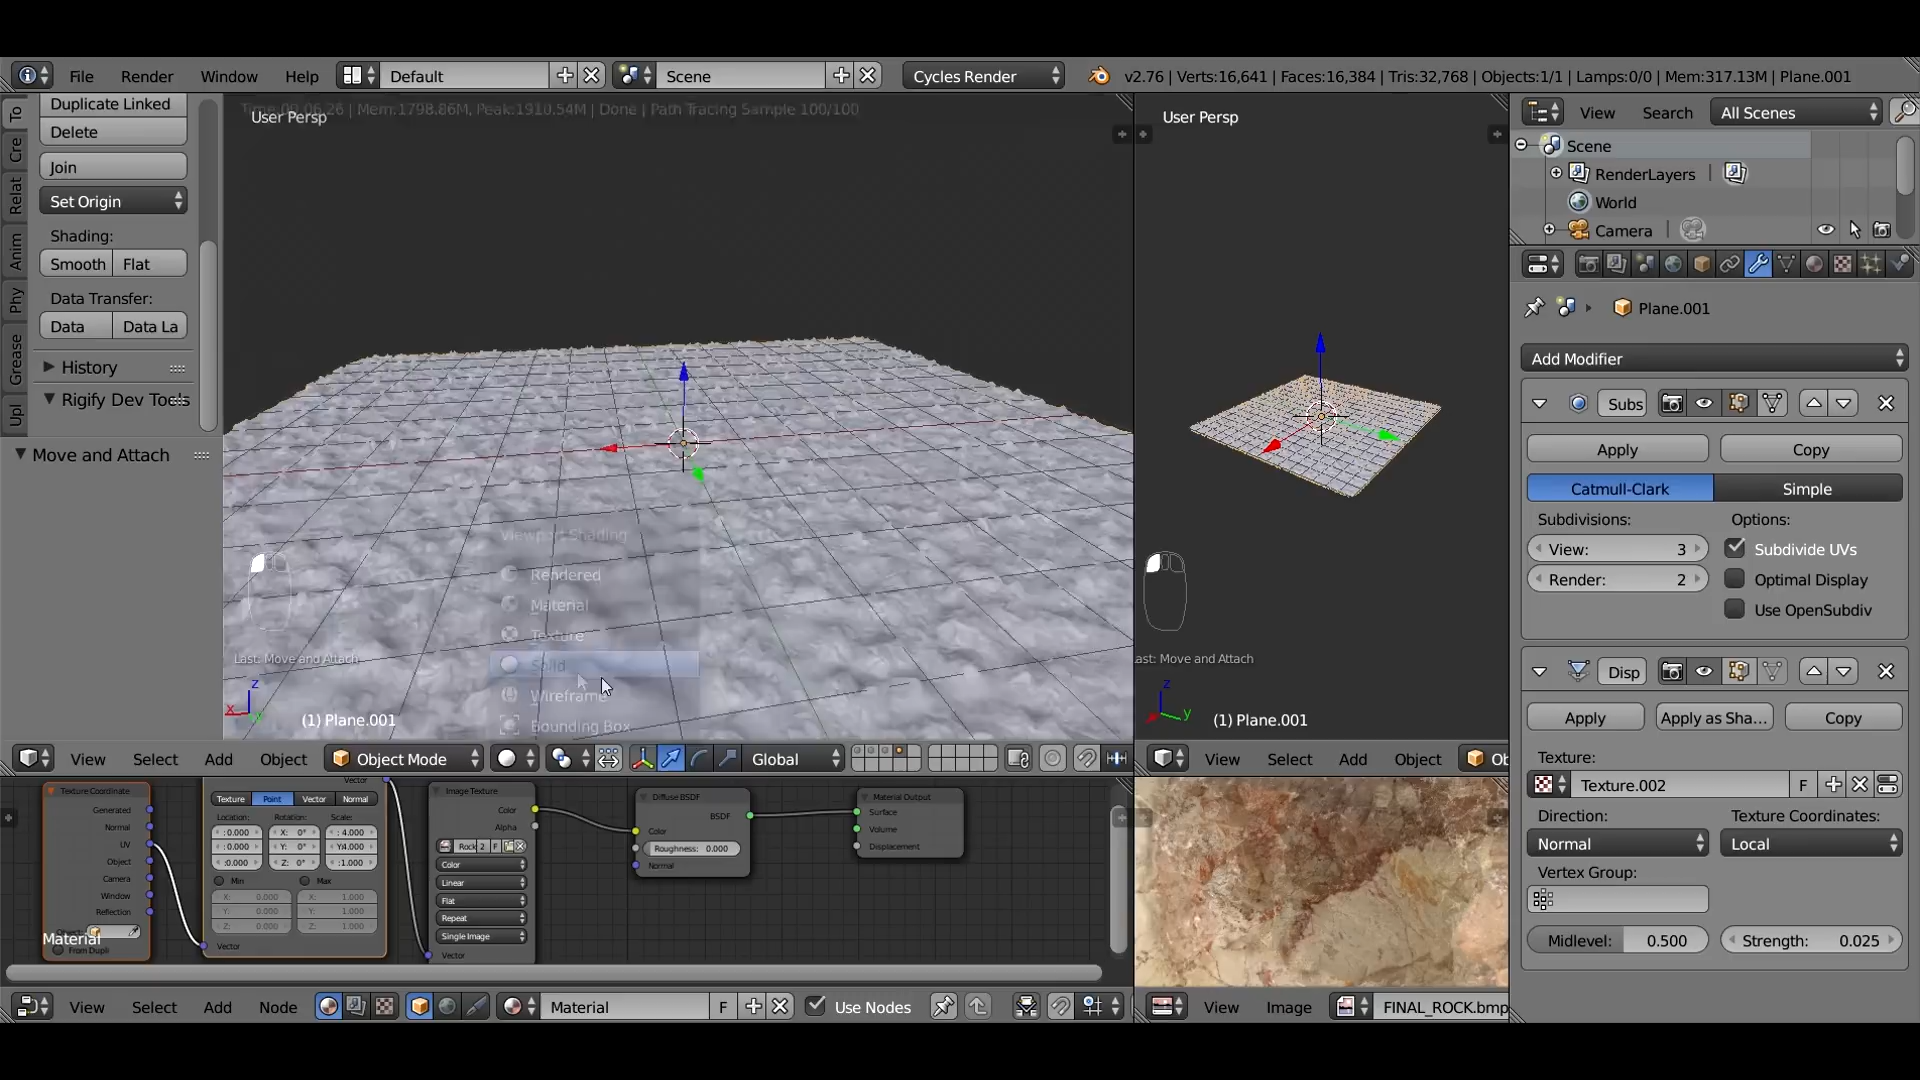 File Render Window Help Default Scene Cycles Render v2.76 | Verts:16,641 | Faces:16,384 | Tris:32,768 | Objects:1/1 | Lamps:0/0 | Mem:317.13M | Plane.001
Duplicate Linked
Delete
Join
Set Origin
Shading:
Smooth Flat
Data Transfer:
Data Data La
History
Rigify Dev Tools
Move and Attach
To
Cre
Relat
Anim
Phy
Grease
Upl
Time:00:06.26 | Mem:1798.86M, Peak:1910.54M | Done | Path Tracing Sample 100/100
User Persp
Viewport Shading
Rendered
Material
Texture
Solid
Wireframe
Bounding Box
Last: Move and Attach
z
x y
(1) Plane.001
View Select Add Object Object Mode Global
User Persp
ast: Move and Attach
z
x y
(1) Plane.001
View Select Add Object Ob
Texture Coordinate
Generated
Normal
UV
Object
Camera
Window
Reflection
Object:
From Dupli
Material
Vector
Texture Point Vector Normal
Location: Rotation: Scale:
:0.000 X: 0° : 4.000
:0.000 Y: 0° Y:4.000
:0.000 Z: 0° :1.000
Min Max
X: 0.000 X: 1.000
Y: 0.000 Y: 1.000
Z: 0.000 Z: 1.000
Vector
Image Texture
Color
Alpha
Rock 2 F
Color
Linear
Flat
Repeat
Single Image
Vector
Diffuse BSDF
BSDF
Color
Roughness: 0.000
Normal
Material Output
Surface
Volume
Displacement
View Select Add Node Material F Use Nodes
View Image FINAL_ROCK.bmp
View Search All Scenes
Scene
RenderLayers |
World
Camera |
Plane.001
Add Modifier
Subs
Apply Copy
Catmull-Clark Simple
Subdivisions: Options:
View: 3 Subdivide UVs
Render: 2 Optimal Display
Use OpenSubdiv
Disp
Apply Apply as Sha... Copy
Texture:
Texture.002 F
Direction: Texture Coordinates:
Normal Local
Vertex Group:
Midlevel: 0.500 Strength: 0.025